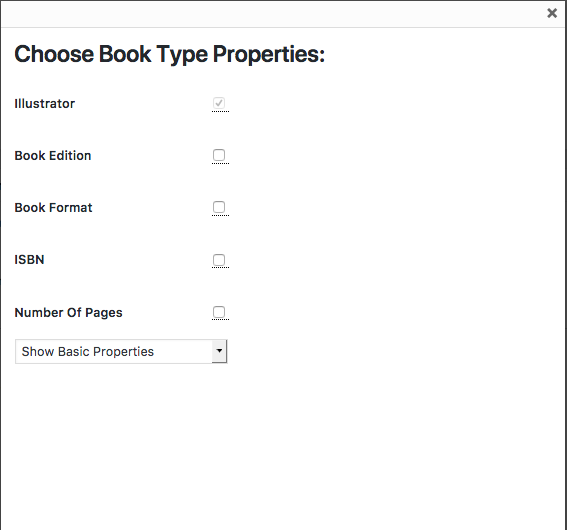 Choose Book Type Properties:
Illustrator
Book Edition
Book Format
ISBN
Number Of Pages
Show Basic Properties